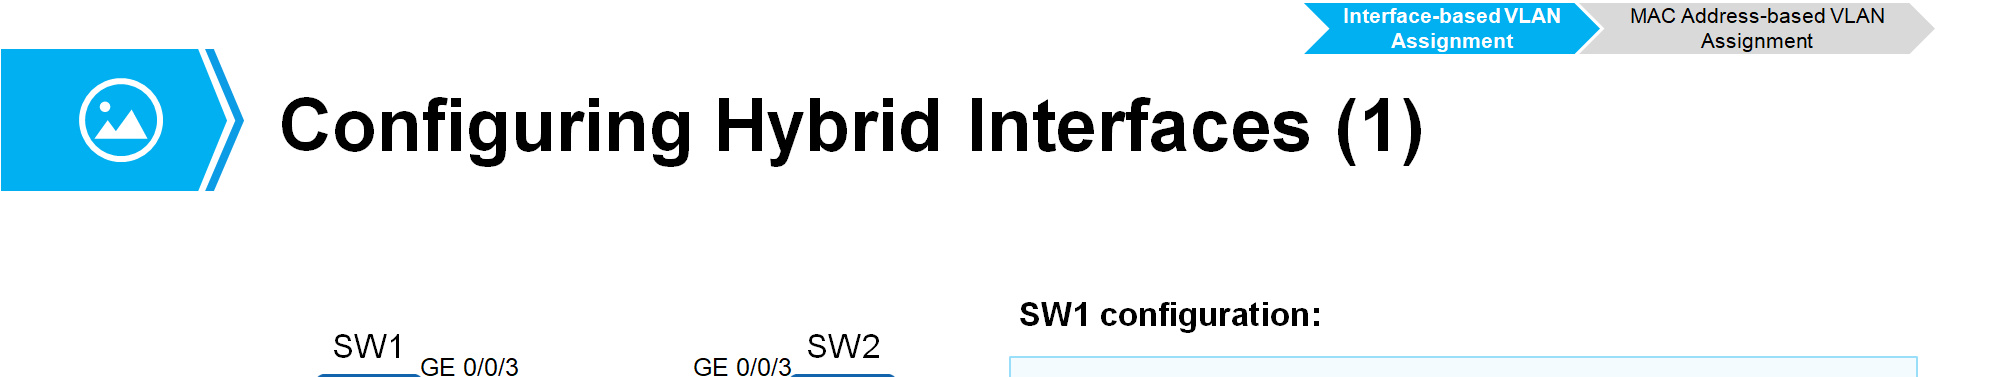 Interface-based VLAN
Assignment
MAC Address-based VLAN
Assignment
Configuring Hybrid Interfaces (1)
SW1 configuration:
SW1
SW2
GE 0/0/3
GE 0/0/3